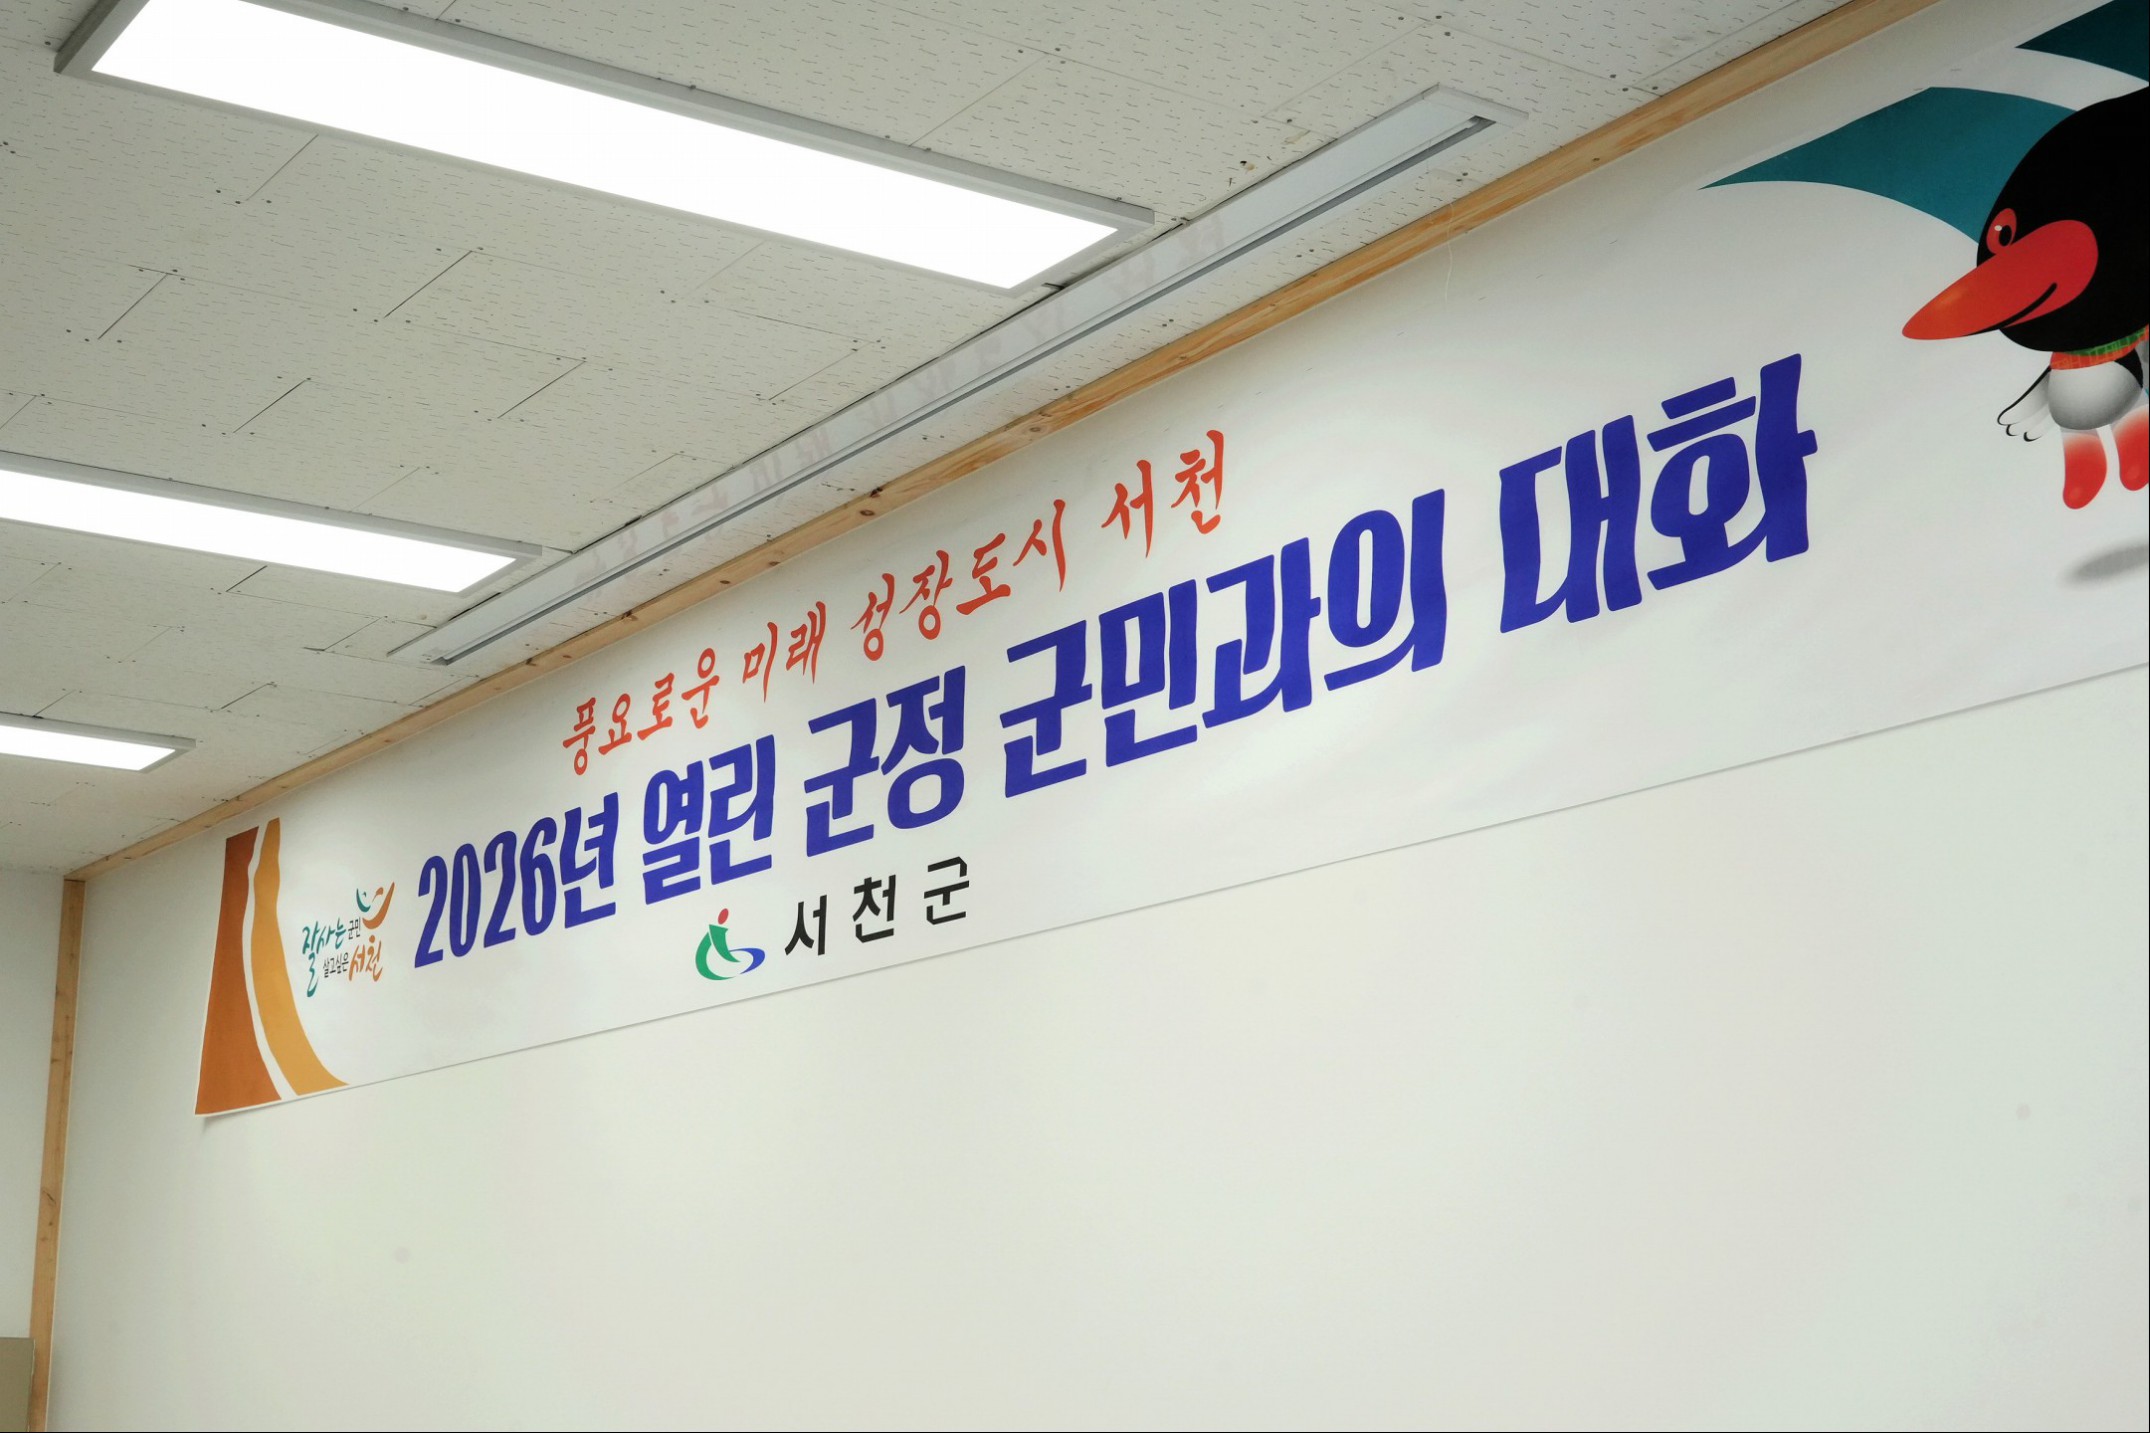 풍요로운 미래 성장도시 서천
잘사는 군민
살고싶은 서천
2026년 열린 군정 군민과의 대화
서천군